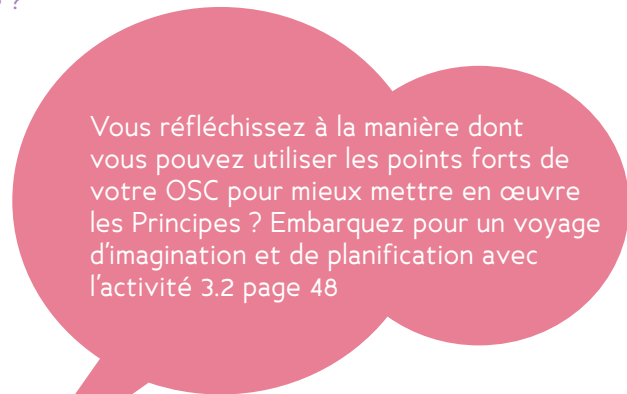 ?
Vous réfléchissez à la manière dont
vous pouvez utiliser les points forts de
votre OSC pour mieux mettre en œuvre
les Principes ? Embarquez pour un voyage
d'imagination et de planification avec
l'activité 3.2 page 48